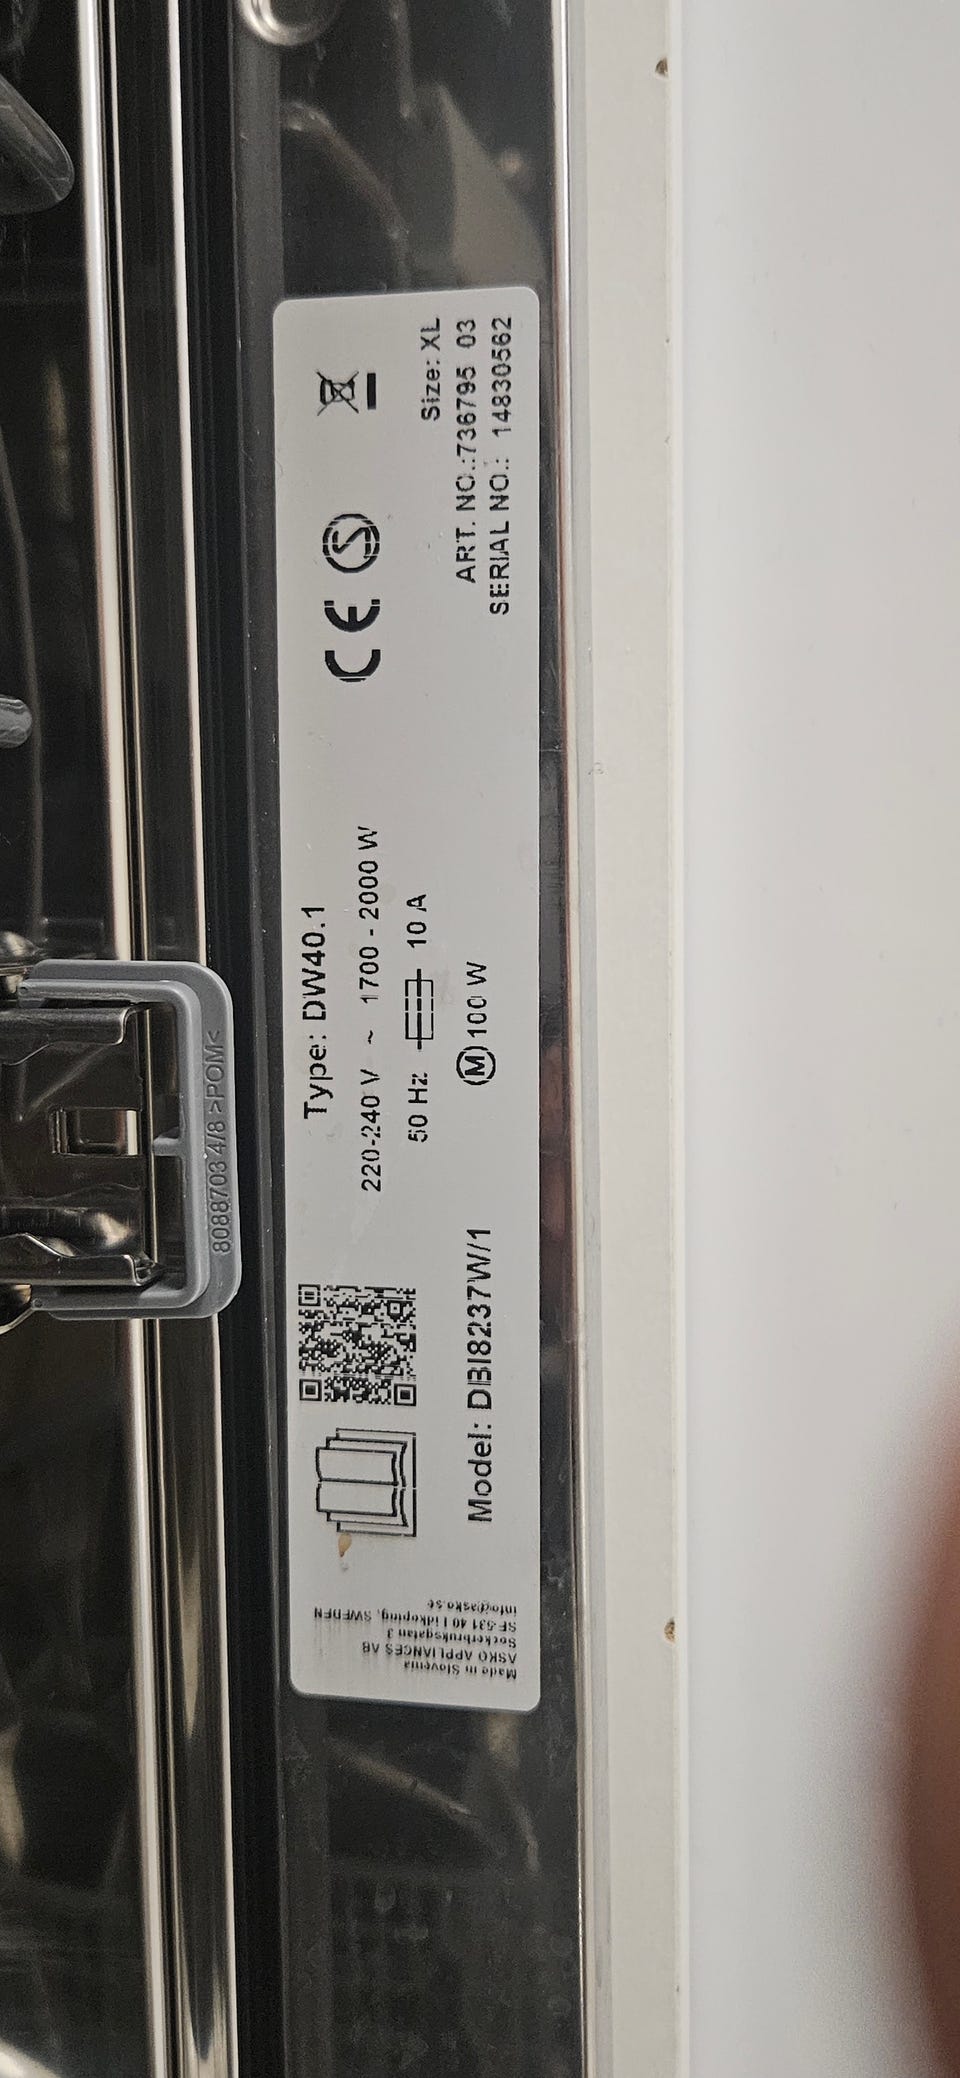 Made in Slovenia
ASKO APPLIANCES AB
Sockerbruksgatan 3
SE-531 40 Lidköping, SWEDEN
info@asko.se
Model: DBI8237W/1
Type: DW40.1
220-240 V ~ 1700 - 2000 W
50 Hz 10 A
M 100 W
CE S
Size: XL
ART. NO.:736795 03
SERIAL NO.: 14830562
8088703 4/8 >POM<